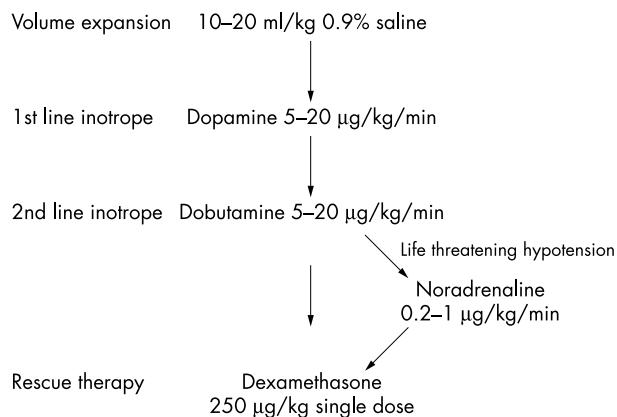 Volume expansion 10–20 ml/kg 0.9% saline
1st line inotrope Dopamine 5–20 µg/kg/min
2nd line inotrope Dobutamine 5–20 µg/kg/min
Life threatening hypotension
Noradrenaline
0.2–1 µg/kg/min
Rescue therapy Dexamethasone
250 µg/kg single dose